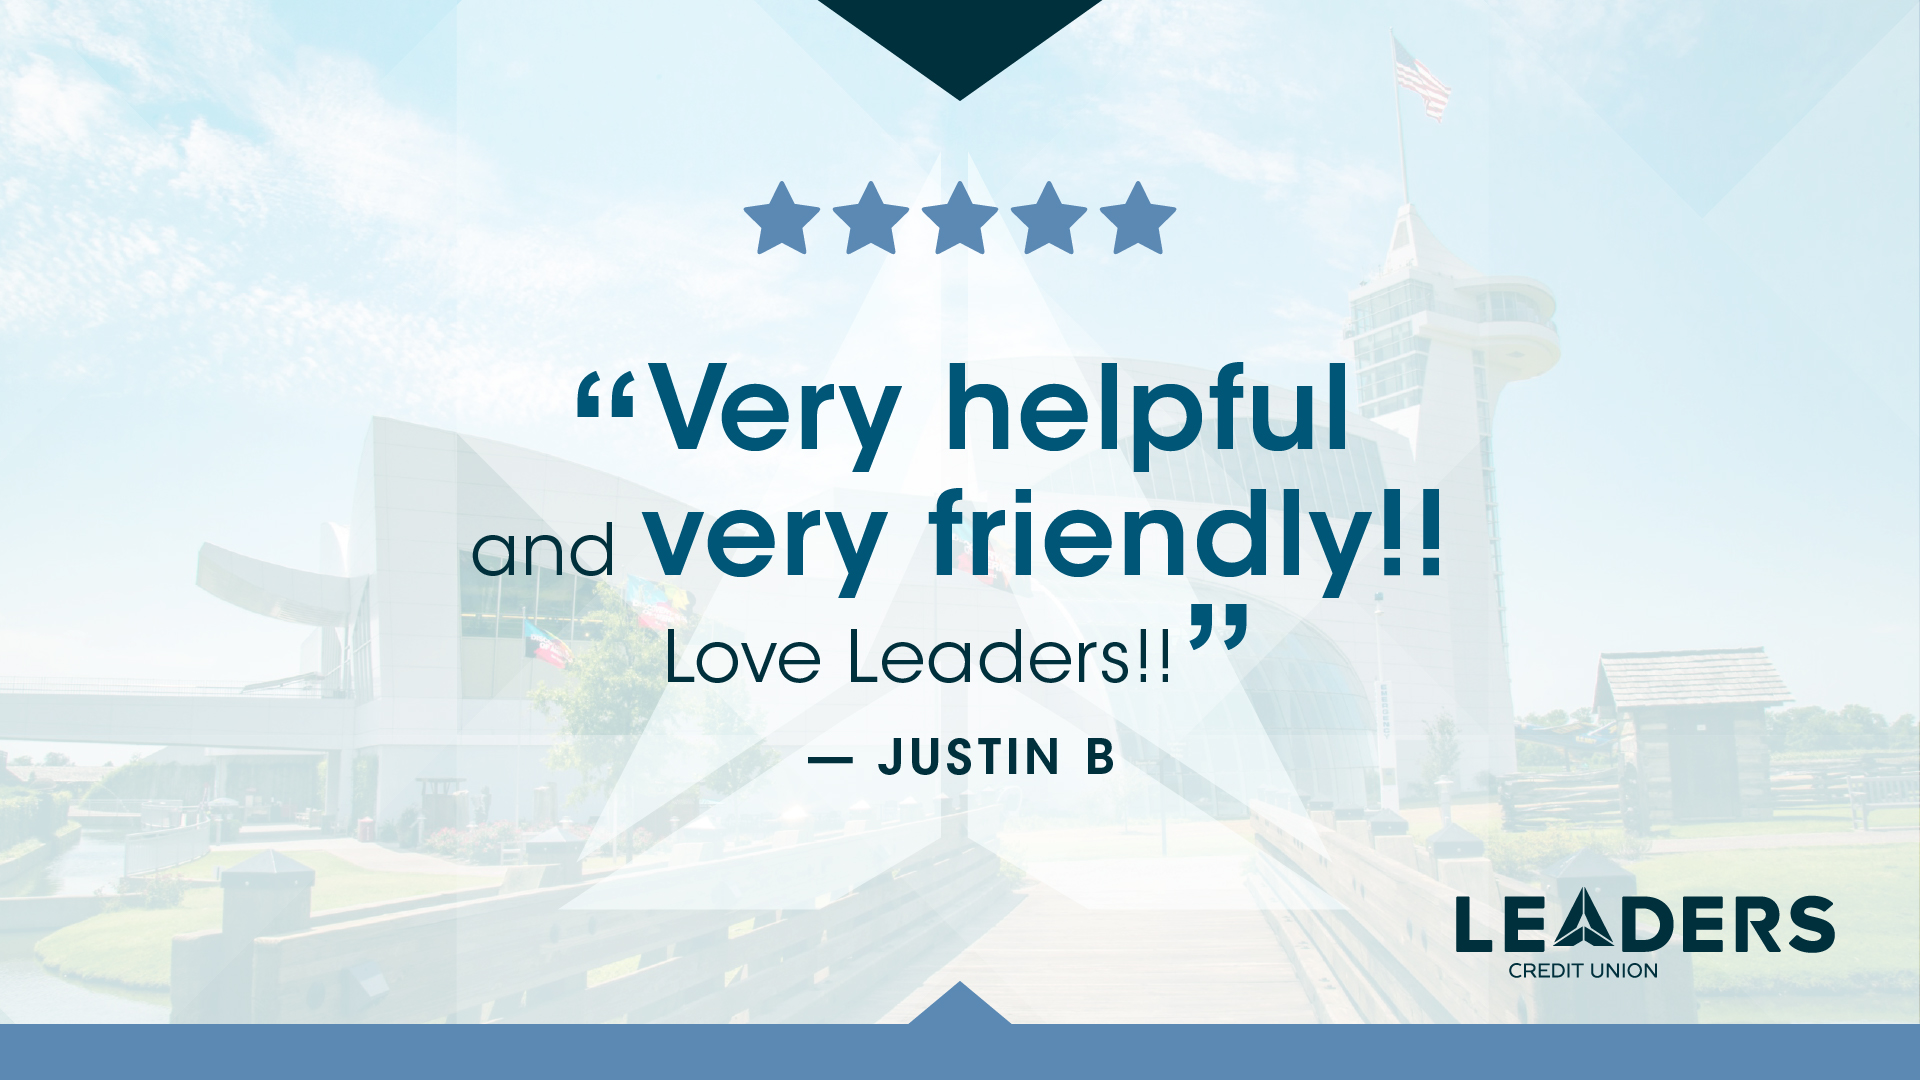 “Very helpful
and very friendly!!
Love Leaders!!”
— JUSTIN B
LEADERS
CREDIT UNION